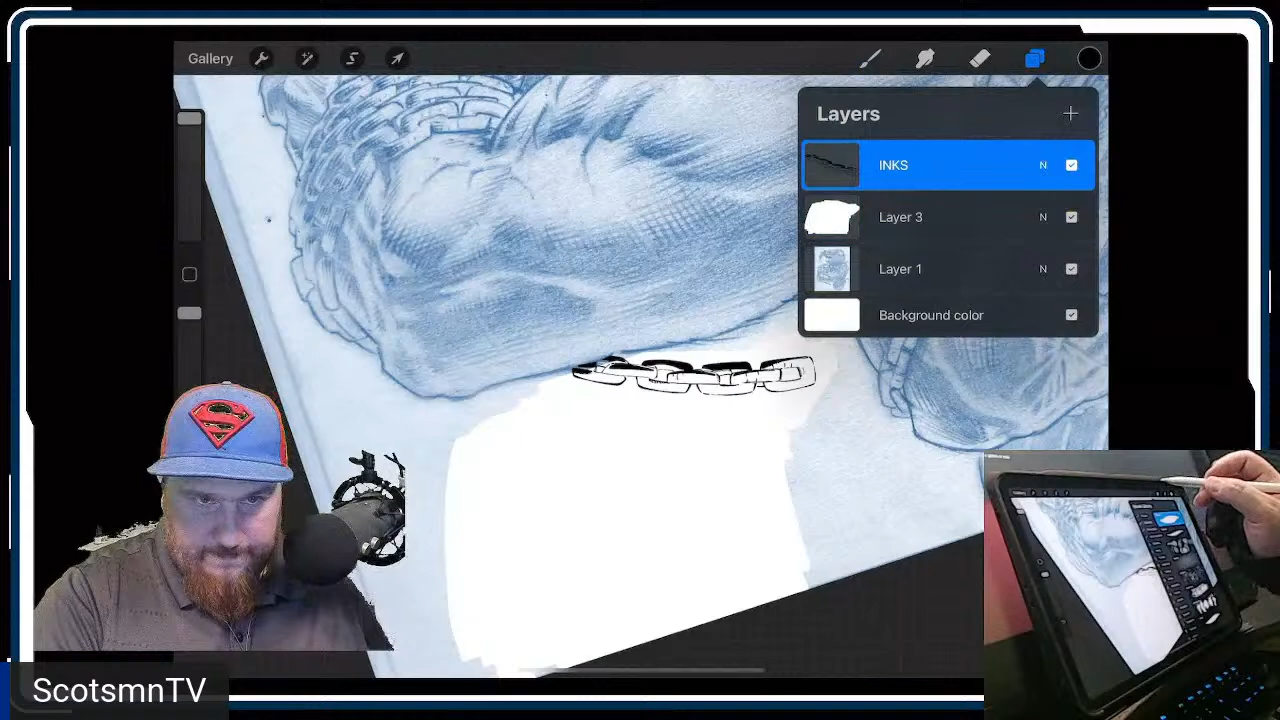 Gallery
Layers
INKS N
Layer 3 N
Layer 1 N
Background color
ScotsmnTV